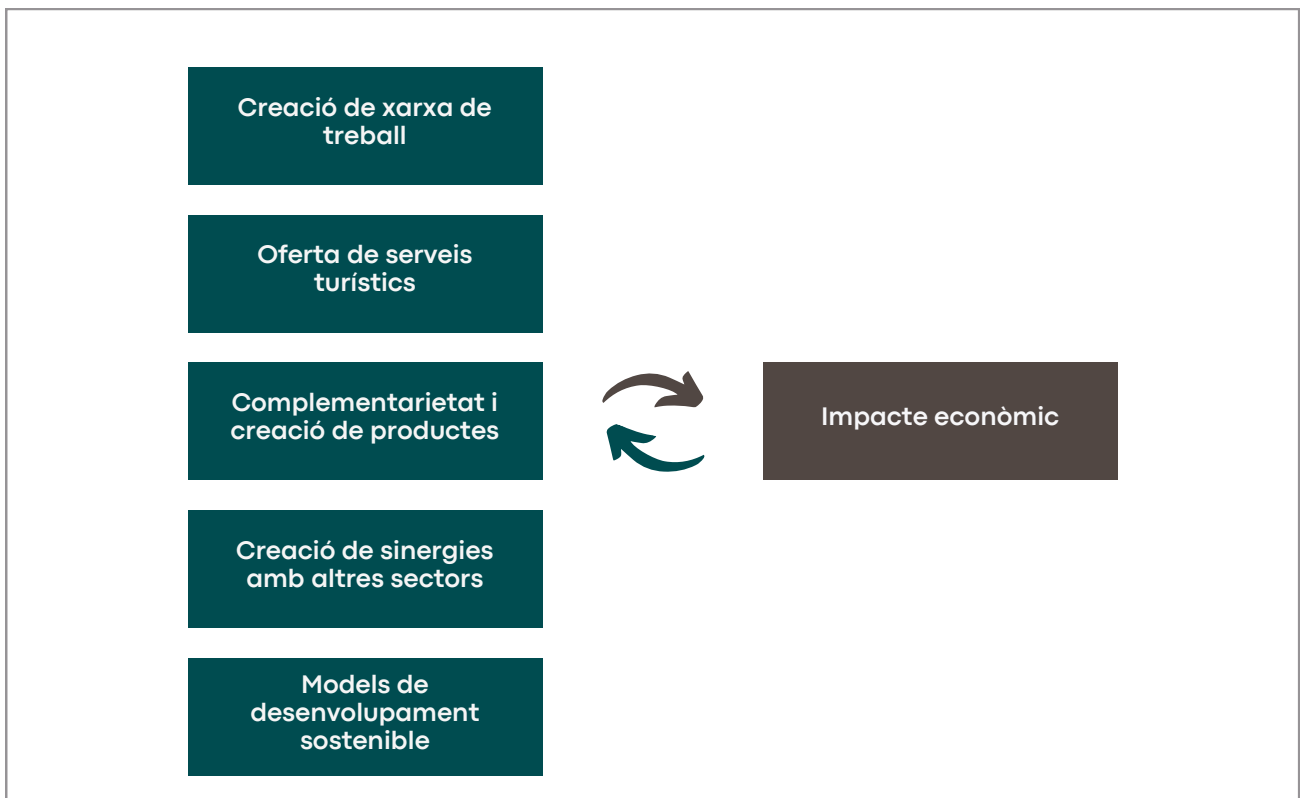 Creació de xarxa de
treball
Oferta de serveis
turístics
Complementarietat i
creació de productes
Impacte econòmic
Creació de sinergies
amb altres sectors
Models de
desenvolupament
sostenible